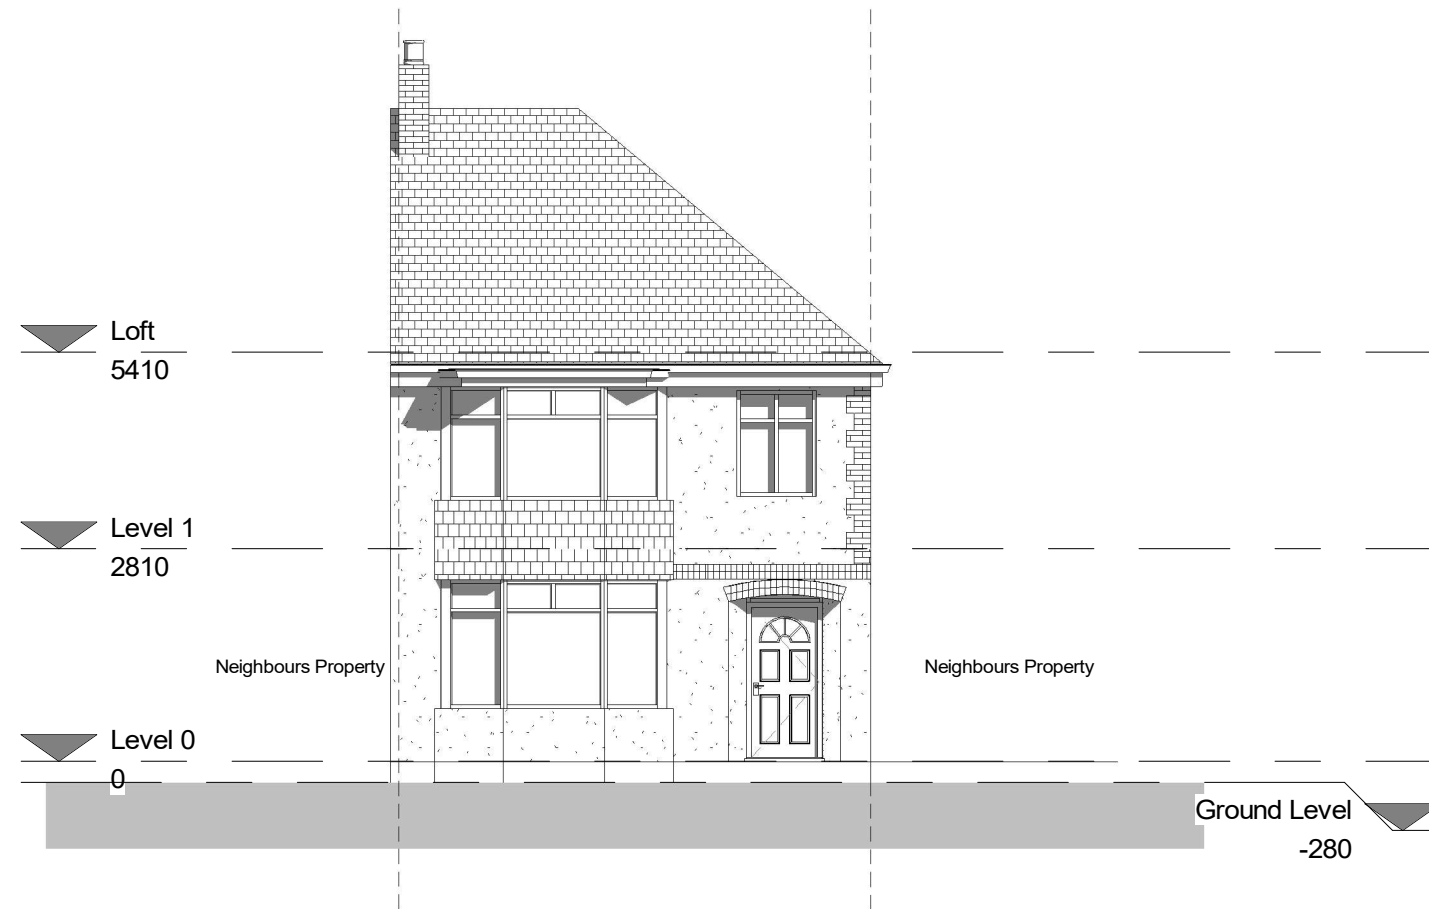 Loft
5410
Level 1
2810
Neighbours Property
Neighbours Property
Level 0
0
Ground Level
-280